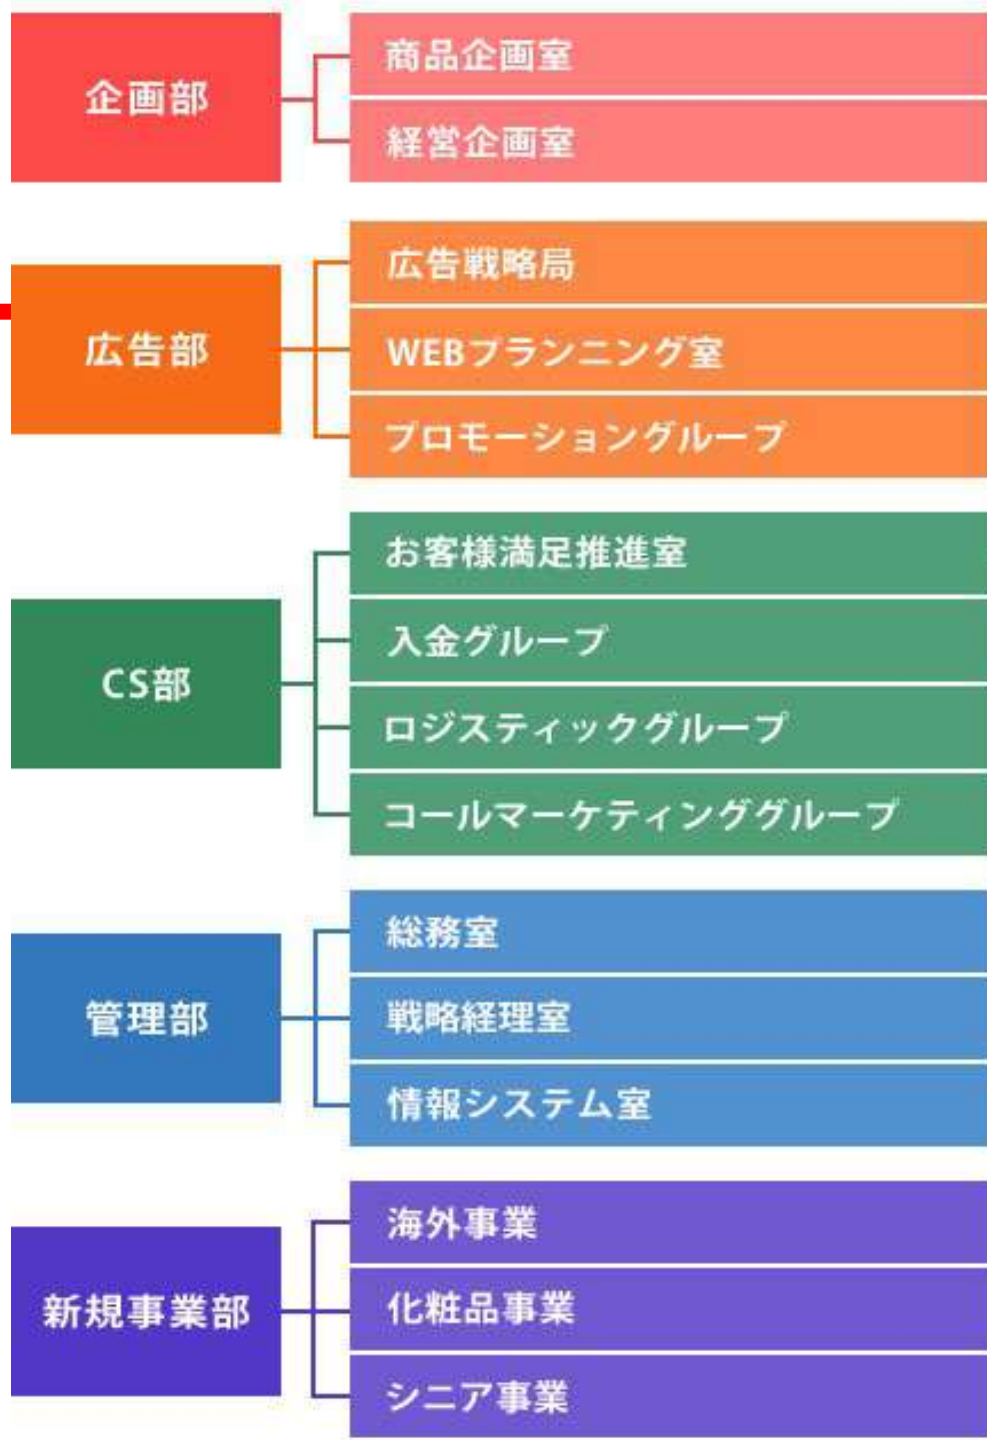 企画部
商品企画室
経営企画室
広告部
広告戦略局
WEBプランニング室
プロモーショングループ
CS部
お客様満足推進室
入金グループ
ロジスティックグループ
コールマーケティンググループ
管理部
総務室
戦略経理室
情報システム室
新規事業部
海外事業
化粧品事業
シニア事業